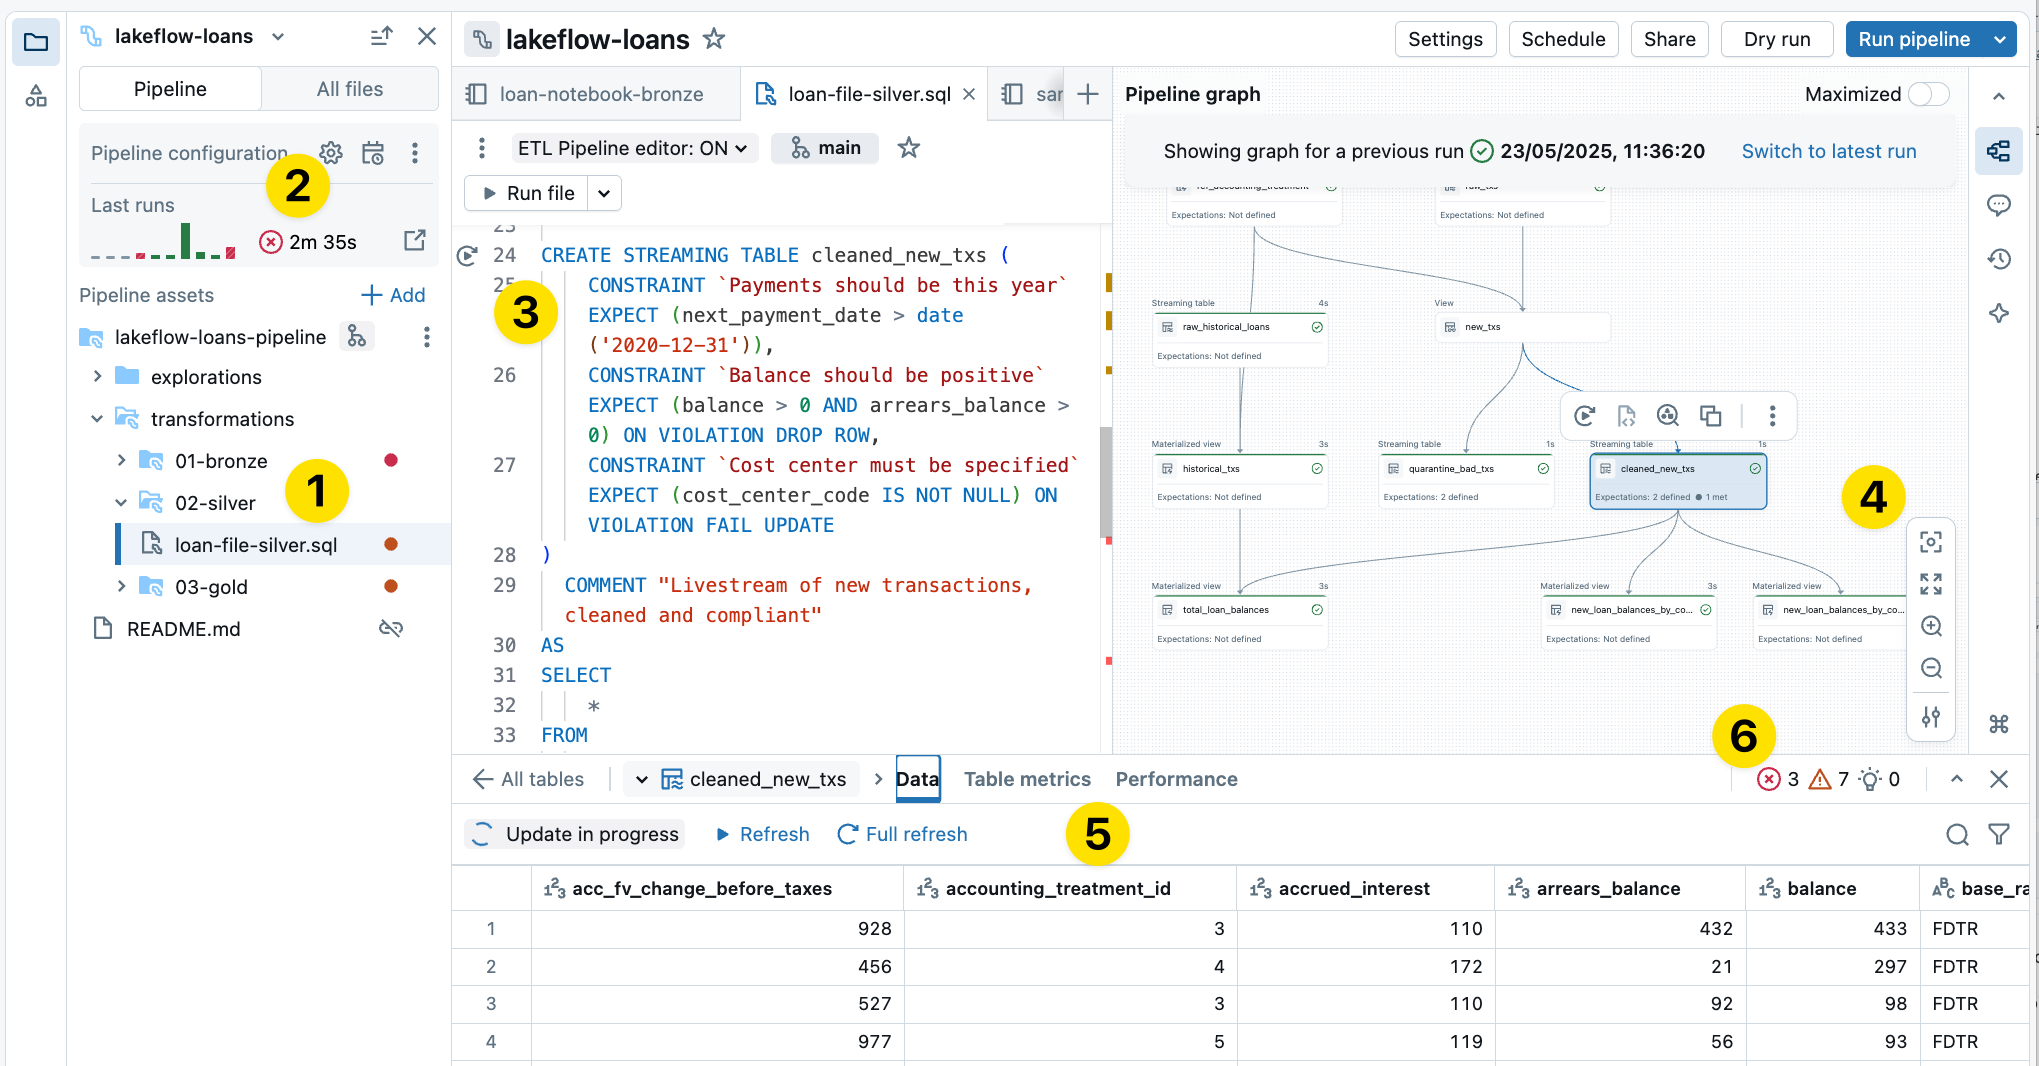 lakeflow-loans
Pipeline
All files
Pipeline configuration
2
Last runs
2m 35s
Pipeline assets
Add
lakeflow-loans-pipeline
explorations
transformations
01-bronze
02-silver
1
loan-file-silver.sql
03-gold
README.md
lakeflow-loans
Settings
Schedule
Share
Dry run
Run pipeline
loan-notebook-bronze
loan-file-silver.sql
sar
ETL Pipeline editor: ON
main
Run file
23
24 CREATE STREAMING TABLE cleaned_new_txs (
25 CONSTRAINT `Payments should be this year`
3
EXPECT (next_payment_date > date
('2020-12-31')),
26 CONSTRAINT `Balance should be positive`
EXPECT (balance > 0 AND arrears_balance >
0) ON VIOLATION DROP ROW,
27 CONSTRAINT `Cost center must be specified`
EXPECT (cost_center_code IS NOT NULL) ON
VIOLATION FAIL UPDATE
28 )
29 COMMENT "Livestream of new transactions,
cleaned and compliant"
30 AS
31 SELECT
32 *
33 FROM
Pipeline graph
Maximized
Showing graph for a previous run 23/05/2025, 11:36:20 Switch to latest run
ref_accounting_treatment
raw_txs
Expectations: Not defined
Expectations: Not defined
Streaming table 4s
raw_historical_loans
Expectations: Not defined
View
new_txs
Materialized view 3s
historical_txs
Expectations: Not defined
Streaming table 1s
quarantine_bad_txs
Expectations: 2 defined
Streaming table 1s
cleaned_new_txs
Expectations: 2 defined 1 met
4
Materialized view 3s
total_loan_balances
Expectations: Not defined
Materialized view 3s
new_loan_balances_by_co...
Expectations: Not defined
Materialized view
new_loan_balances_by_co...
Expectations: Not defined
6
All tables
cleaned_new_txs
Data
Table metrics
Performance
3 7 0
Update in progress
Refresh
Full refresh
5
acc_fv_change_before_taxes accounting_treatment_id accrued_interest arrears_balance balance base_ra
1 928 3 110 432 433 FDTR
2 456 4 172 21 297 FDTR
3 527 3 110 92 98 FDTR
4 977 5 119 56 93 FDTR